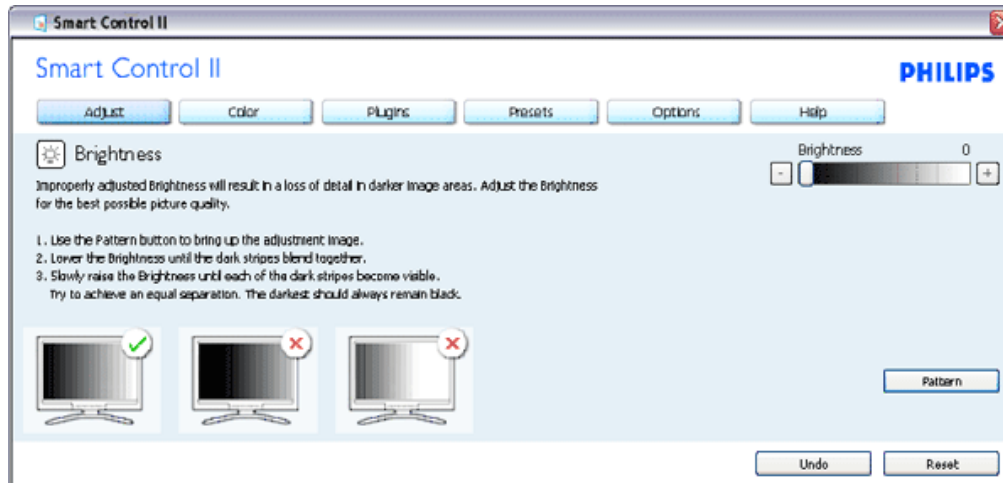 Smart Control II
Smart Control II
PHILIPS
Adjust Color Plugins Presets Options Help
Brightness
Brightness 0
- +
Improperly adjusted Brightness will result in a loss of detail in darker image areas. Adjust the Brightness
for the best possible picture quality.
1. Use the Pattern button to bring up the adjustment image.
2. Lower the Brightness until the dark stripes blend together.
3. Slowly raise the Brightness until each of the dark stripes become visible.
Try to achieve an equal separation. The darkest should always remain black.
Pattern
Undo Reset